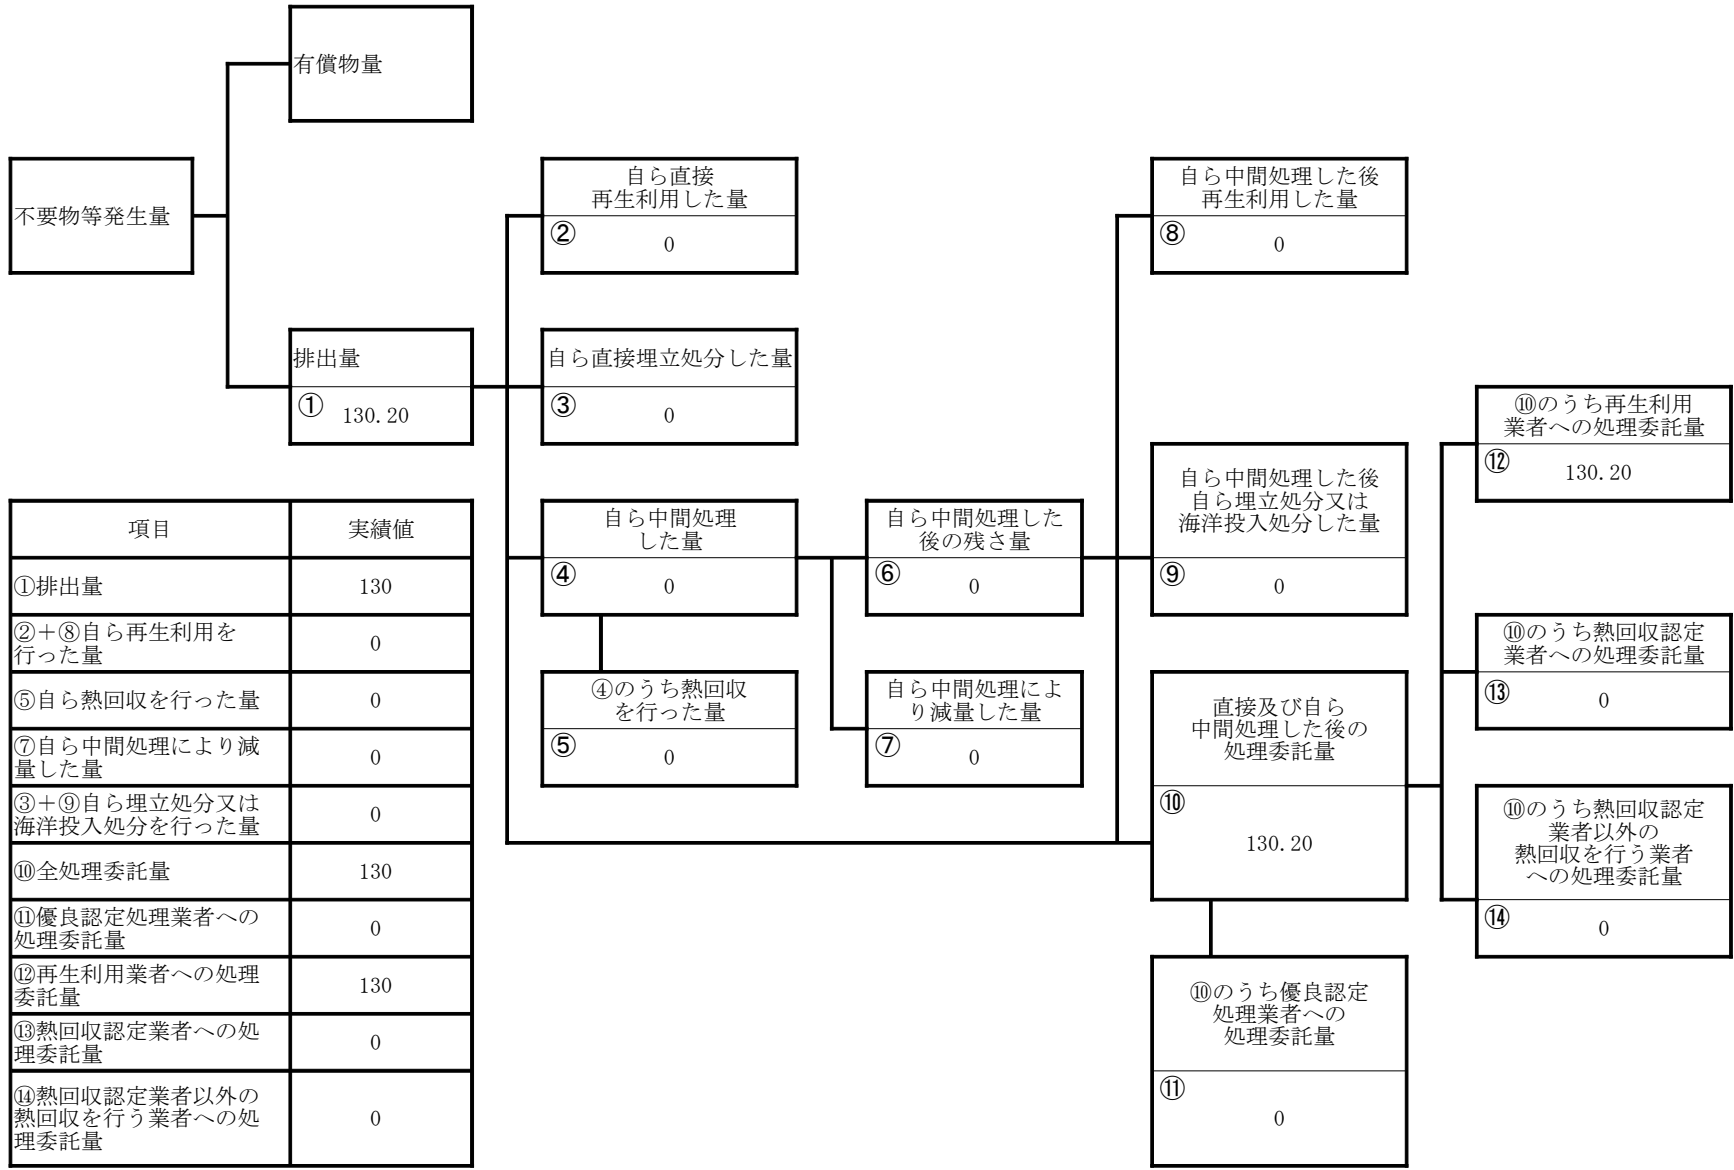 有償物量
不要物等発生量
自ら直接
再生利用した量
②
0
自ら中間処理した後
再生利用した量
⑧
0
排出量
①
130.20
自ら直接埋立処分した量
③
0
⑩のうち再生利用
業者への処理委託量
⑫
130.20
自ら中間処理
した量
④
0
自ら中間処理した
後の残さ量
⑥
0
自ら中間処理した後
自ら埋立処分又は
海洋投入処分した量
⑨
0
⑩のうち熱回収認定
業者への処理委託量
⑬
0
④のうち熱回収
を行った量
⑤
0
自ら中間処理によ
り減量した量
⑦
0
直接及び自ら
中間処理した後の
処理委託量
⑩
130.20
⑩のうち熱回収認定
業者以外の
熱回収を行う業者
への処理委託量
⑭
0
⑩のうち優良認定
処理業者への
処理委託量
⑪
0
項目 実績値
①排出量 130
②＋⑧自ら再生利用を
行った量 0
⑤自ら熱回収を行った量 0
⑦自ら中間処理により減
量した量 0
③＋⑨自ら埋立処分又は
海洋投入処分を行った量 0
⑩全処理委託量 130
⑪優良認定処理業者への
処理委託量 0
⑫再生利用業者への処理
委託量 130
⑬熱回収認定業者への処
理委託量 0
⑭熱回収認定業者以外の
熱回収を行う業者への処
理委託量 0